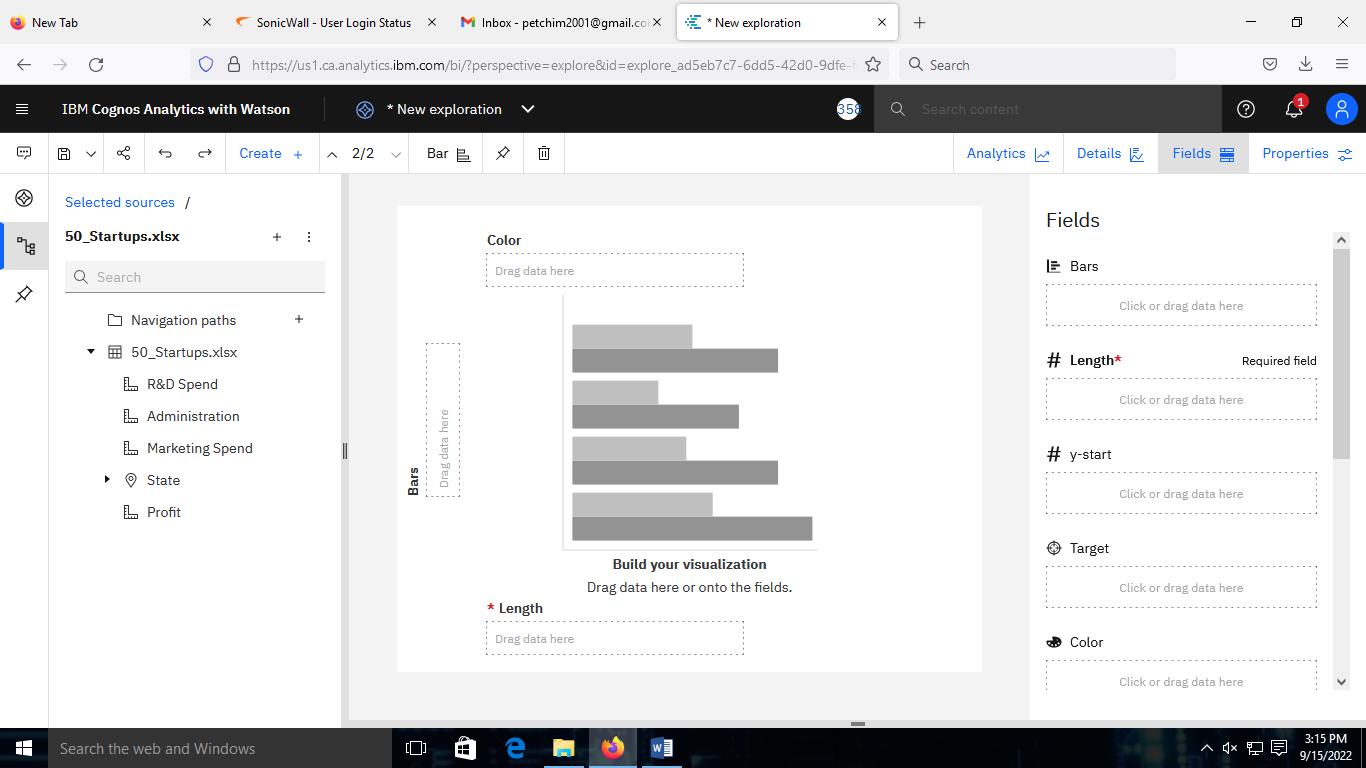 New Tab
SonicWall - User Login Status
Inbox - petchim2001@gmail.co
* New exploration
https://us1.ca.analytics.ibm.com/bi/?perspective=explore&id=explore_ad5eb7c7-6dd5-42d0-9dfe-
Search
IBM Cognos Analytics with Watson
* New exploration
358
Search content
1
Create +
2/2
Bar
Analytics
Details
Fields
Properties
Selected sources /
50_Startups.xlsx
Search
Navigation paths
50_Startups.xlsx
R&D Spend
Administration
Marketing Spend
State
Profit
Color
Drag data here
Bars
Drag data here
Build your visualization
Drag data here or onto the fields.
* Length
Drag data here
Fields
Bars
Click or drag data here
# Length* Required field
Click or drag data here
# y-start
Click or drag data here
Target
Click or drag data here
Color
Click or drag data here
Search the web and Windows
3:15 PM
9/15/2022